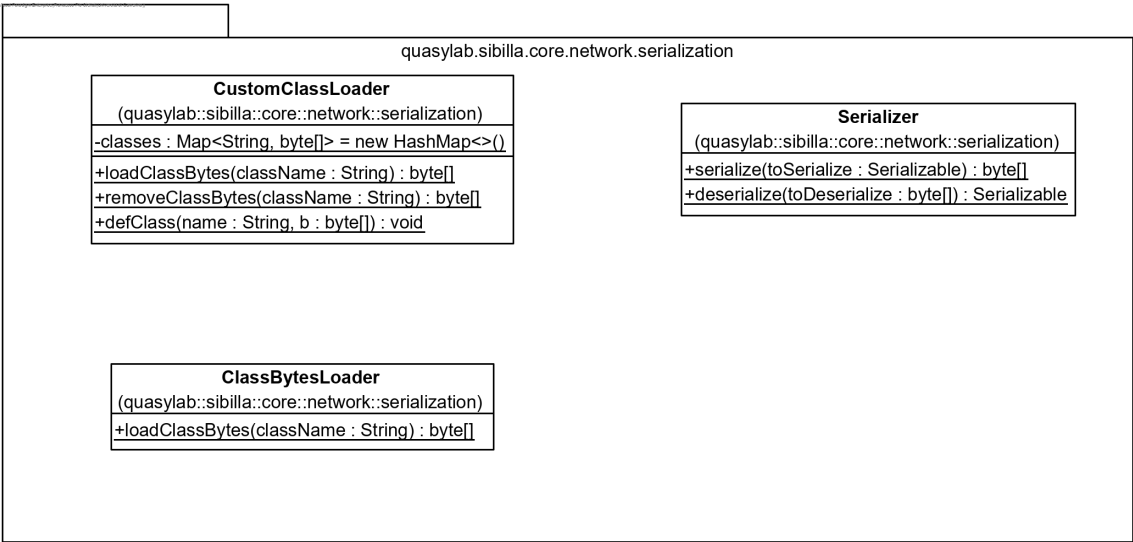 quasylab.sibilla.core.network.serialization
CustomClassLoader
(quasylab::sibilla::core::network::serialization)
-classes : Map<String, byte[]> = new HashMap<>()
+loadClassBytes(className : String) : byte[]
+removeClassBytes(className : String) : byte[]
+defClass(name : String, b : byte[]) : void
Serializer
(quasylab::sibilla::core::network::serialization)
+serialize(toSerialize : Serializable) : byte[]
+deserialize(toDeserialize : byte[]) : Serializable
ClassBytesLoader
(quasylab::sibilla::core::network::serialization)
+loadClassBytes(className : String) : byte[]